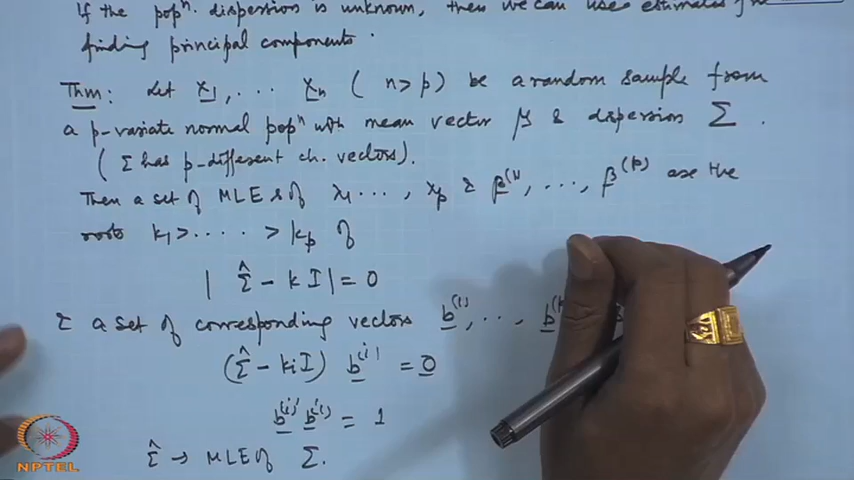 If the popⁿ. dispersion is unknown, then we can use estimates for
finding principal components.
Thm: Let x₁, ... xₙ (n > p) be a random sample from
a p-variate normal popⁿ with mean vector μ & dispersion Σ.
(Σ has p-different ch. vectors).
Then a set of MLEs of λ₁ ..., λp & β⁽¹⁾, ..., β⁽ᵖ⁾ are the
roots k₁ > ..... > kp of
| Σ̂ - k I | = 0
& a set of corresponding vectors b⁽¹⁾, ..,
(Σ̂ - kᵢ I) b⁽ⁱ⁾ = 0
b⁽ⁱ⁾' b⁽ⁱ⁾ = 1
Σ̂ → MLE of Σ.
NPTEL